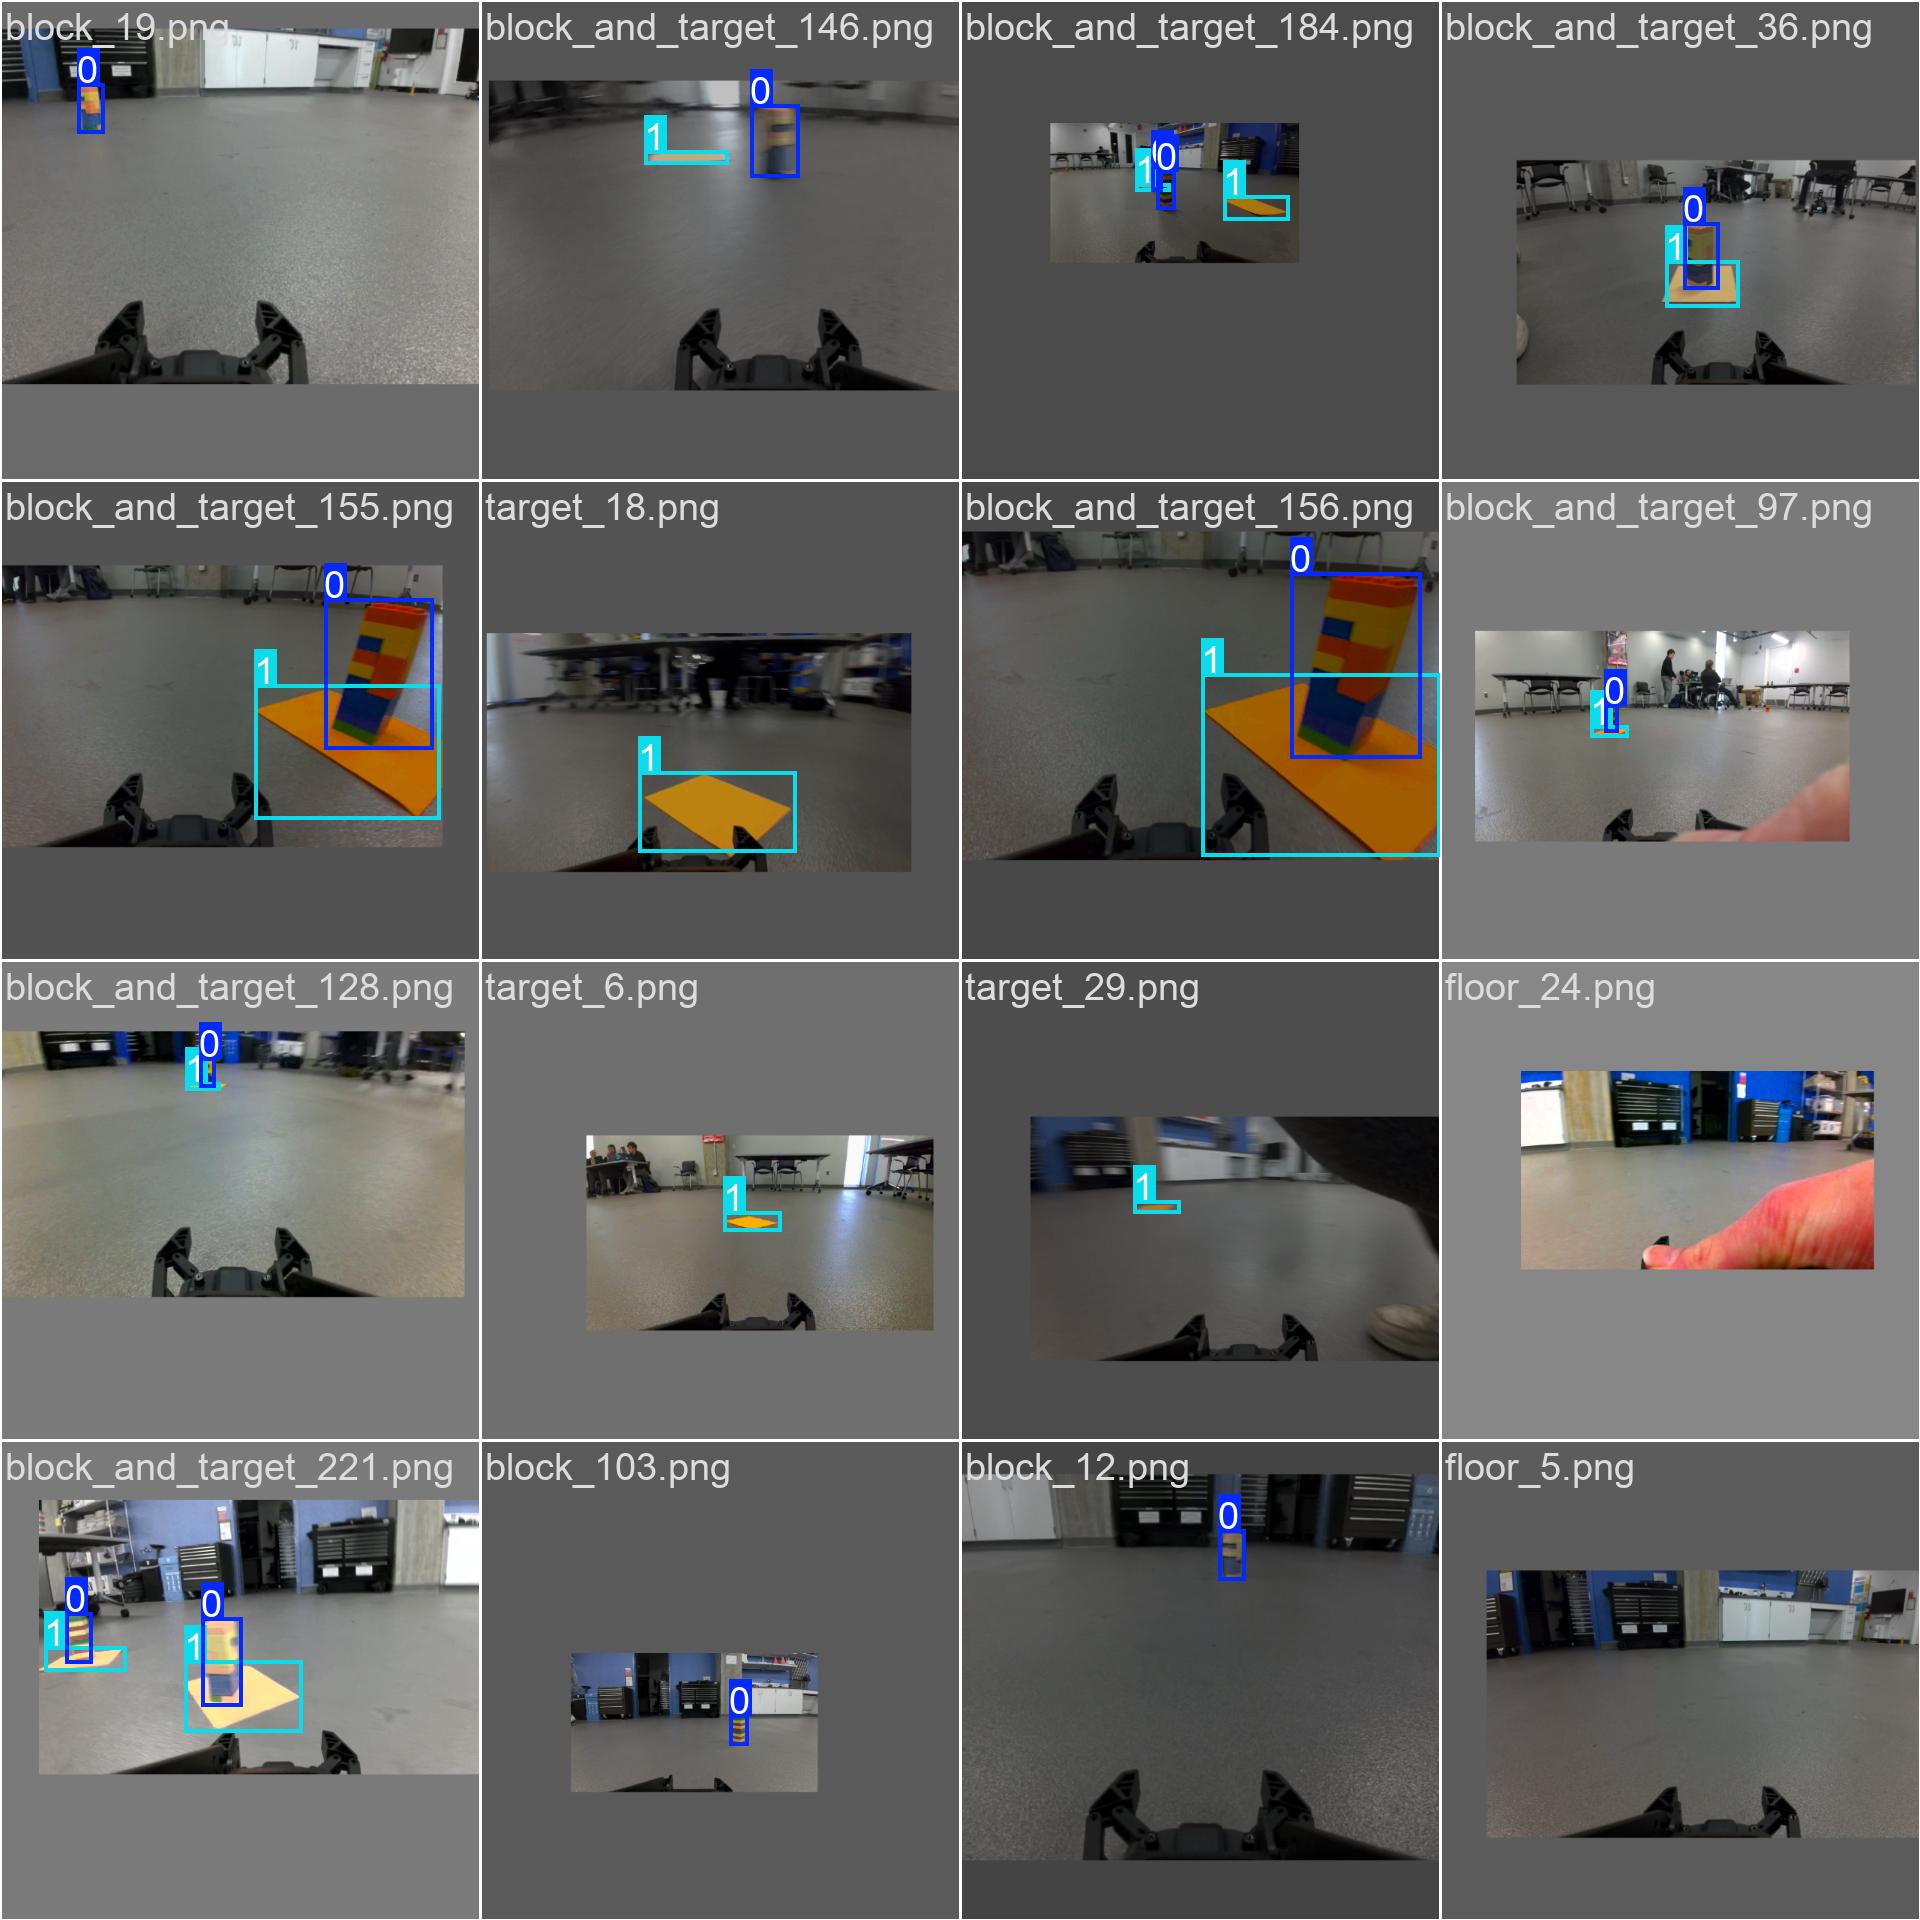 block_19.png
0
block_and_target_146.png
0
1
block_and_target_184.png
0
1
1
block_and_target_36.png
0
1
block_and_target_155.png
0
1
target_18.png
1
block_and_target_156.png
0
1
block_and_target_97.png
0
1
block_and_target_128.png
0
1
target_6.png
1
target_29.png
1
floor_24.png
block_and_target_221.png
0
0
1
1
block_103.png
0
block_12.png
0
floor_5.png